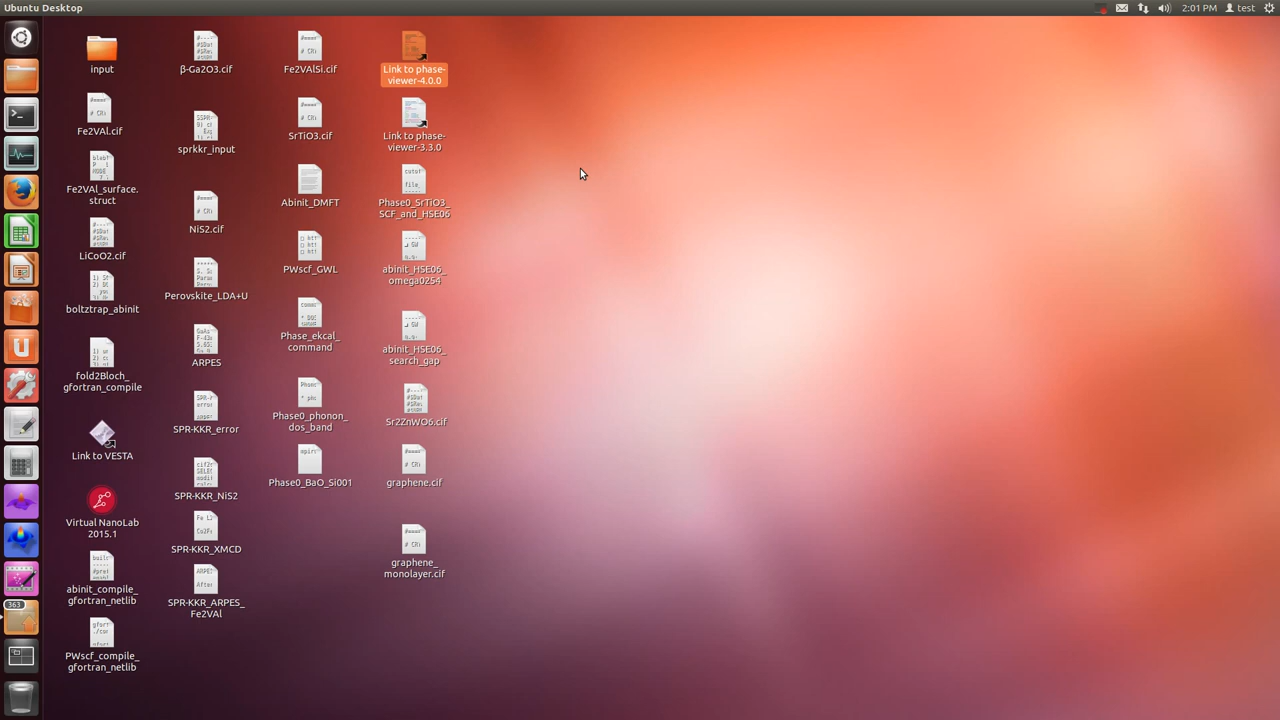 Ubuntu Desktop
2:01 PM
test
input
Fe2VAl.cif
Fe2VAl_surface.
struct
LiCoO2.cif
boltztrap_abinit
fold2Bloch_
gfortran_compile
Link to VESTA
Virtual NanoLab
2015.1
abinit_compile_
gfortran_netlib
PWscf_compile_
gfortran_netlib
β-Ga2O3.cif
sprkkr_input
NiS2.cif
Perovskite_LDA+U
ARPES
SPR-KKR_error
SPR-KKR_NiS2
SPR-KKR_XMCD
SPR-KKR_ARPES_
Fe2VAl
Fe2VAlSi.cif
SrTiO3.cif
Abinit_DMFT
PWscf_GWL
Phase_ekcal_
command
Phase0_phonon_
dos_band
Phase0_BaO_Si001
Link to phase-
viewer-4.0.0
Link to phase-
viewer-3.3.0
Phase0_SrTiO3_
SCF_and_HSE06
abinit_HSE06_
omega0254
abinit_HSE06_
search_gap
Sr2ZnWO6.cif
graphene.cif
graphene_
monolayer.cif
363